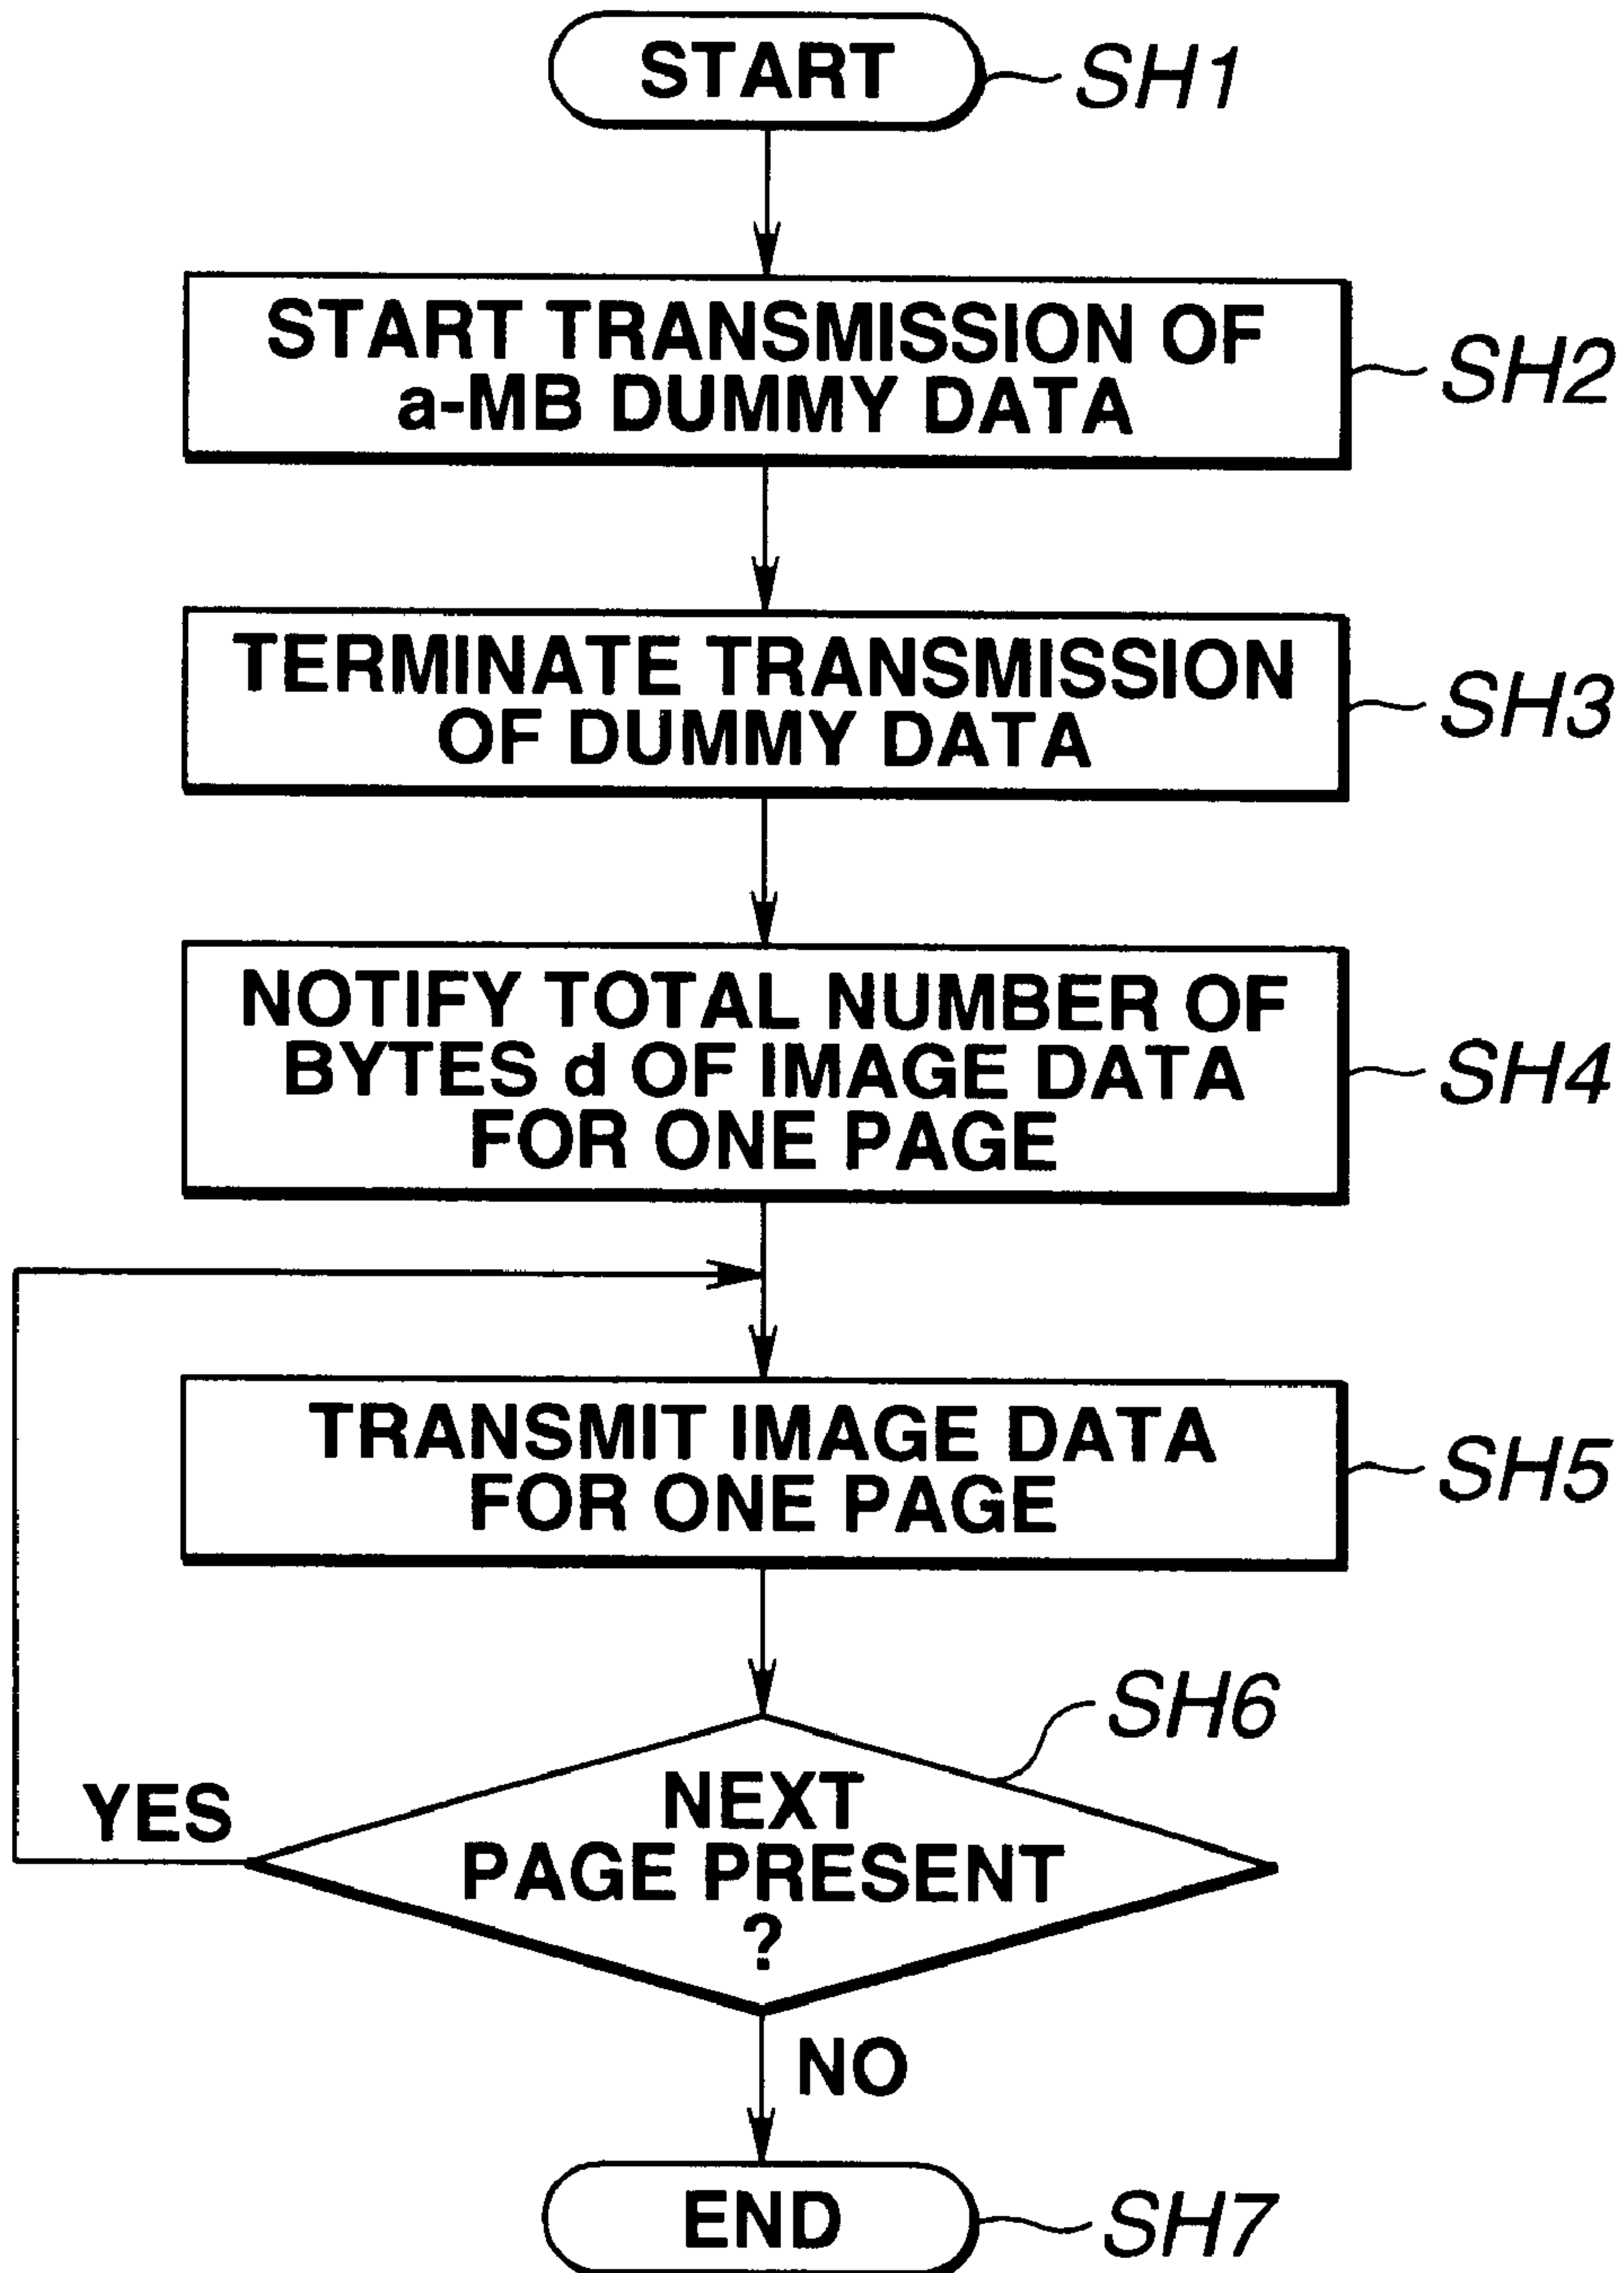 START
SH1
START TRANSMISSION OF
a-MB DUMMY DATA
SH2
TERMINATE TRANSMISSION
OF DUMMY DATA
SH3
NOTIFY TOTAL NUMBER OF
BYTES d OF IMAGE DATA
FOR ONE PAGE
SH4
TRANSMIT IMAGE DATA
FOR ONE PAGE
SH5
SH6
YES
NEXT
PAGE PRESENT
?
NO
END
SH7